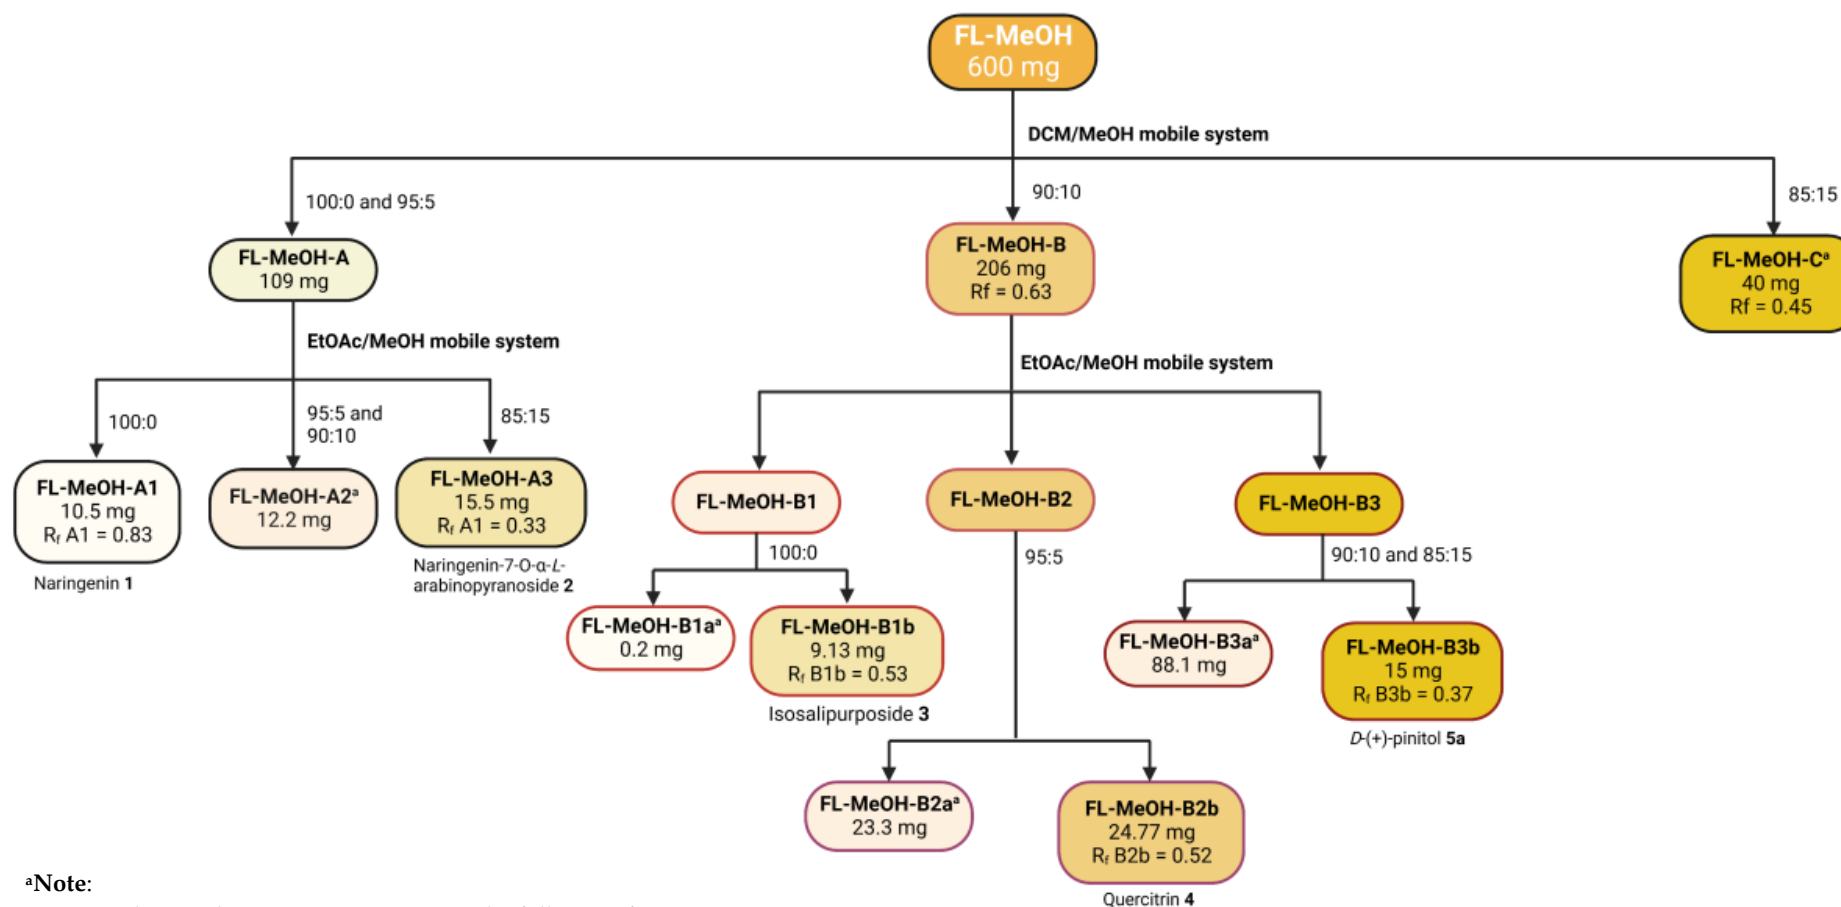 FL-MeOH
600 mg
DCM/MeOH mobile system
100:0 and 95:5
90:10
85:15
FL-MeOH-A
109 mg
FL-MeOH-B
206 mg
Rf = 0.63
FL-MeOH-Cᵃ
40 mg
Rf = 0.45
EtOAc/MeOH mobile system
EtOAc/MeOH mobile system
100:0
95:5 and
90:10
85:15
FL-MeOH-A1
10.5 mg
Rf A1 = 0.83
Naringenin 1
FL-MeOH-A2ᵃ
12.2 mg
FL-MeOH-A3
15.5 mg
Rf A1 = 0.33
Naringenin-7-O-α-L-
arabinopyranoside 2
FL-MeOH-B1
FL-MeOH-B2
FL-MeOH-B3
100:0
95:5
90:10 and 85:15
FL-MeOH-B1aᵃ
0.2 mg
FL-MeOH-B1b
9.13 mg
Rf B1b = 0.53
Isosalipurposide 3
FL-MeOH-B3aᵃ
88.1 mg
FL-MeOH-B3b
15 mg
Rf B3b = 0.37
D-(+)-pinitol 5a
FL-MeOH-B2aᵃ
23.3 mg
FL-MeOH-B2b
24.77 mg
Rf B2b = 0.52
Quercitrin 4
ᵃNote: